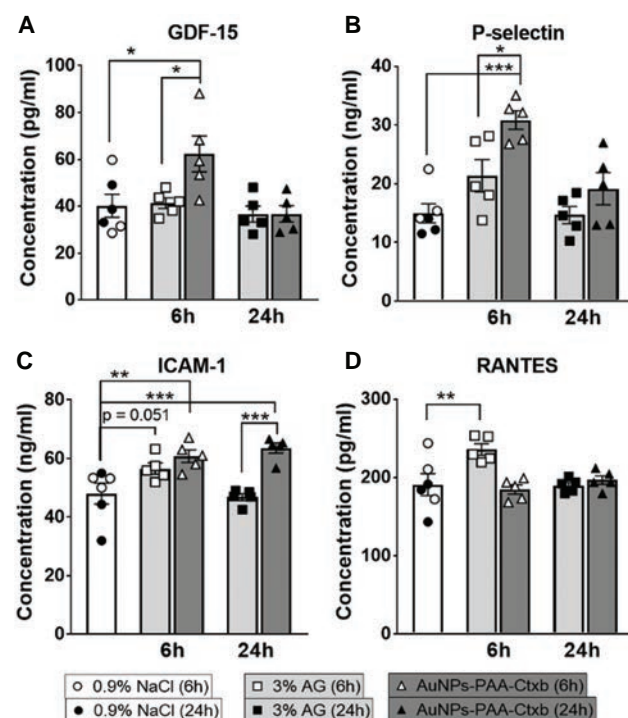 A
GDF-15
Concentration (pg/ml)
100
80
60
40
20
0
*
*
6h
24h
B
P-selectin
Concentration (ng/ml)
40
30
20
10
0
*
***
6h
24h
C
ICAM-1
Concentration (ng/ml)
80
60
40
20
0
**
***
p = 0.051
***
6h
24h
D
RANTES
Concentration (pg/ml)
300
200
100
0
**
6h
24h
0.9% NaCl (6h)
0.9% NaCl (24h)
3% AG (6h)
3% AG (24h)
AuNPs-PAA-Ctxb (6h)
AuNPs-PAA-Ctxb (24h)